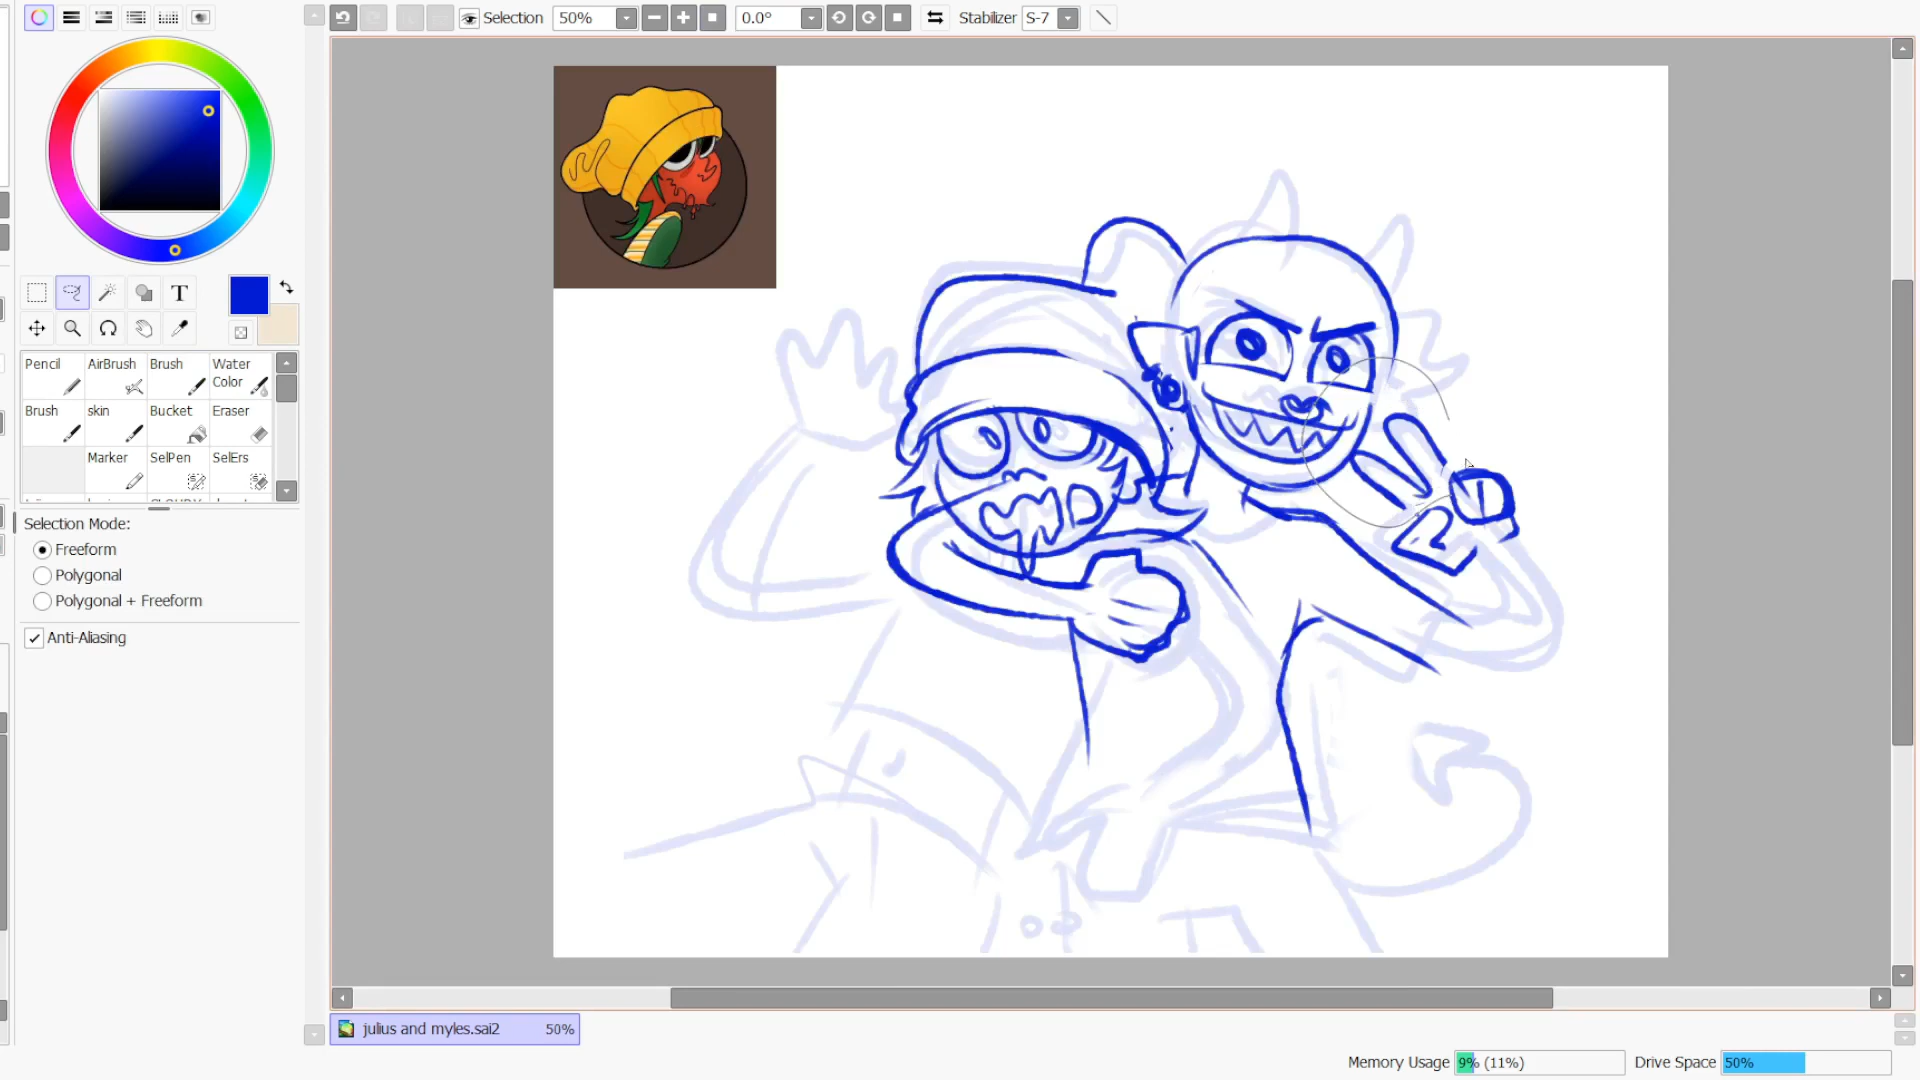 Selection 50% 0.0° Stabilizer S-7
T
Pencil AirBrush Brush Water Color
Brush skin Bucket Eraser
Marker SelPen SelErs
Selection Mode:
Freeform
Polygonal
Polygonal + Freeform
Anti-Aliasing
julius and myles.sai2 50%
Memory Usage 9% (11%) Drive Space 50%